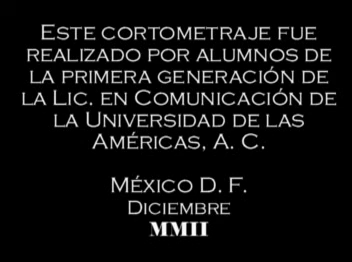 ESTE CORTOMETRAJE FUE
REALIZADO POR ALUMNOS DE
LA PRIMERA GENERACIÓN DE
LA LIC. EN COMUNICACIÓN DE
LA UNIVERSIDAD DE LAS
AMÉRICAS, A. C.
MÉXICO D. F.
DICIEMBRE
MMII